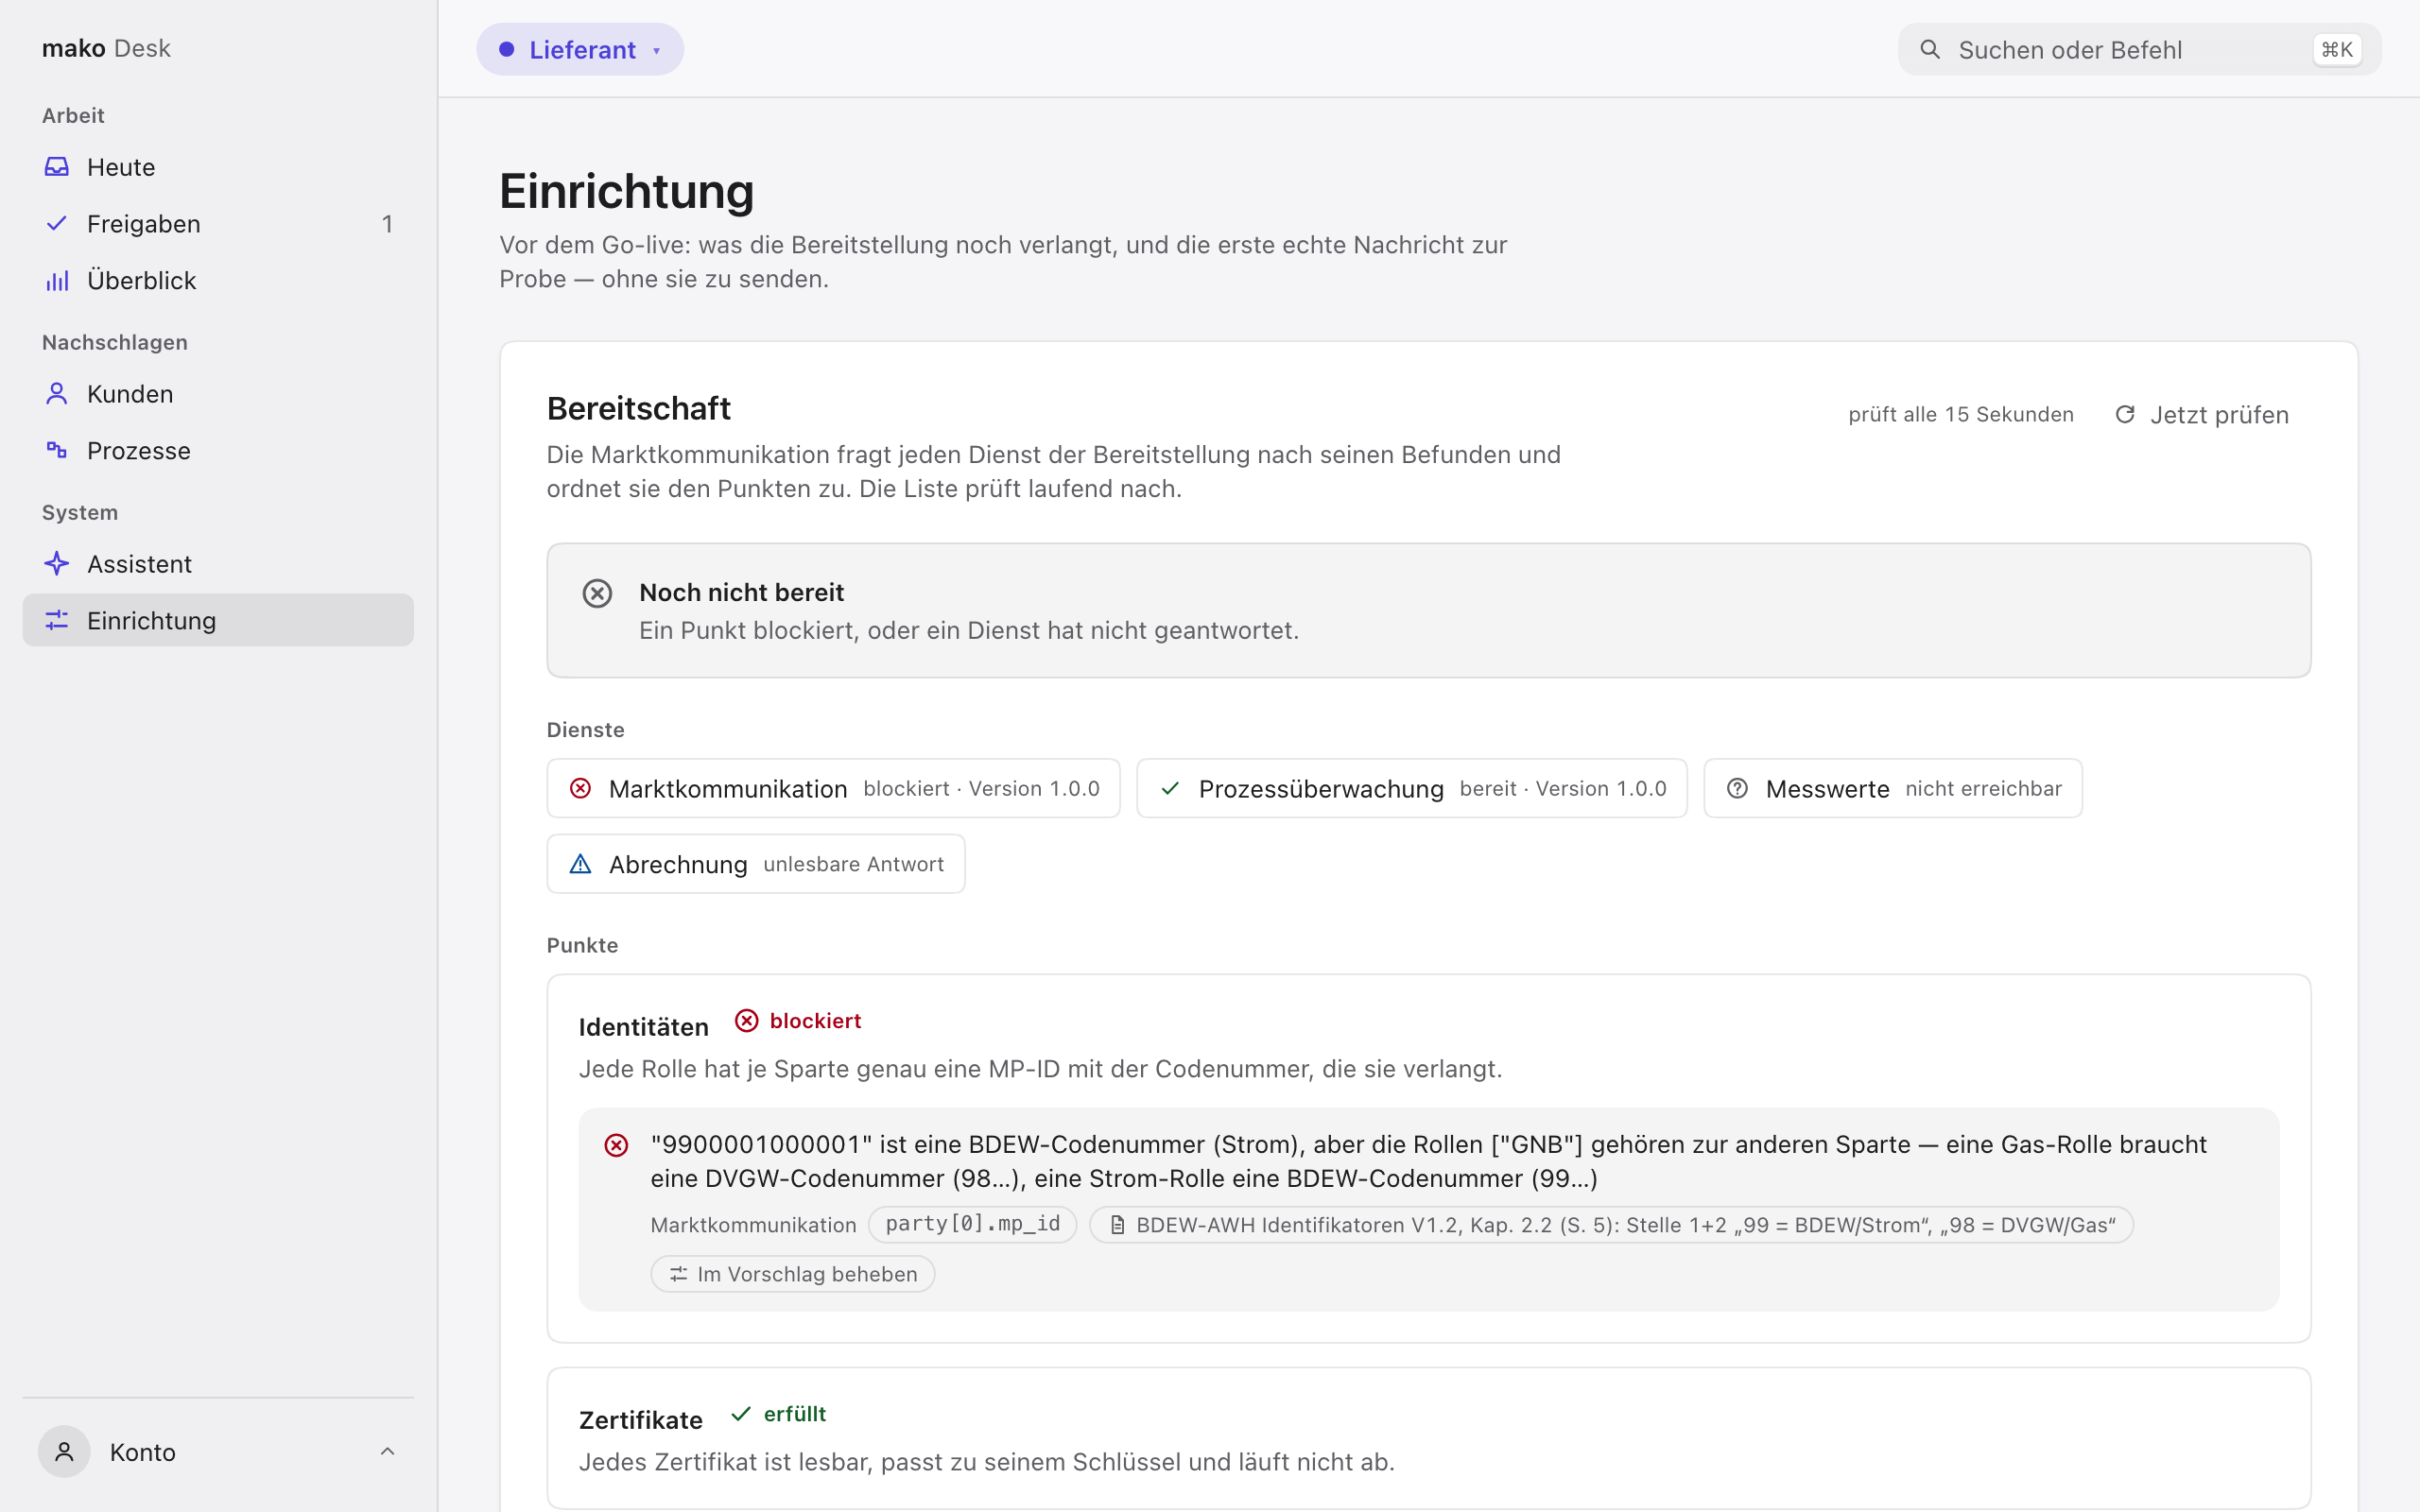 mako Desk
Arbeit
Heute
Freigaben 1
Überblick
Nachschlagen
Kunden
Prozesse
System
Assistent
Einrichtung
Konto
Lieferant
Suchen oder Befehl ⌘K
Einrichtung
Vor dem Go-live: was die Bereitstellung noch verlangt, und die erste echte Nachricht zur
Probe — ohne sie zu senden.
Bereitschaft
prüft alle 15 Sekunden Jetzt prüfen
Die Marktkommunikation fragt jeden Dienst der Bereitstellung nach seinen Befunden und
ordnet sie den Punkten zu. Die Liste prüft laufend nach.
Noch nicht bereit
Ein Punkt blockiert, oder ein Dienst hat nicht geantwortet.
Dienste
Marktkommunikation blockiert · Version 1.0.0
Prozessüberwachung bereit · Version 1.0.0
Messwerte nicht erreichbar
Abrechnung unlesbare Antwort
Punkte
Identitäten blockiert
Jede Rolle hat je Sparte genau eine MP-ID mit der Codenummer, die sie verlangt.
"9900001000001" ist eine BDEW-Codenummer (Strom), aber die Rollen ["GNB"] gehören zur anderen Sparte — eine Gas-Rolle braucht
eine DVGW-Codenummer (98…), eine Strom-Rolle eine BDEW-Codenummer (99…)
Marktkommunikation party[0].mp_id BDEW-AWH Identifikatoren V1.2, Kap. 2.2 (S. 5): Stelle 1+2 „99 = BDEW/Strom“, „98 = DVGW/Gas“
Im Vorschlag beheben
Zertifikate erfüllt
Jedes Zertifikat ist lesbar, passt zu seinem Schlüssel und läuft nicht ab.